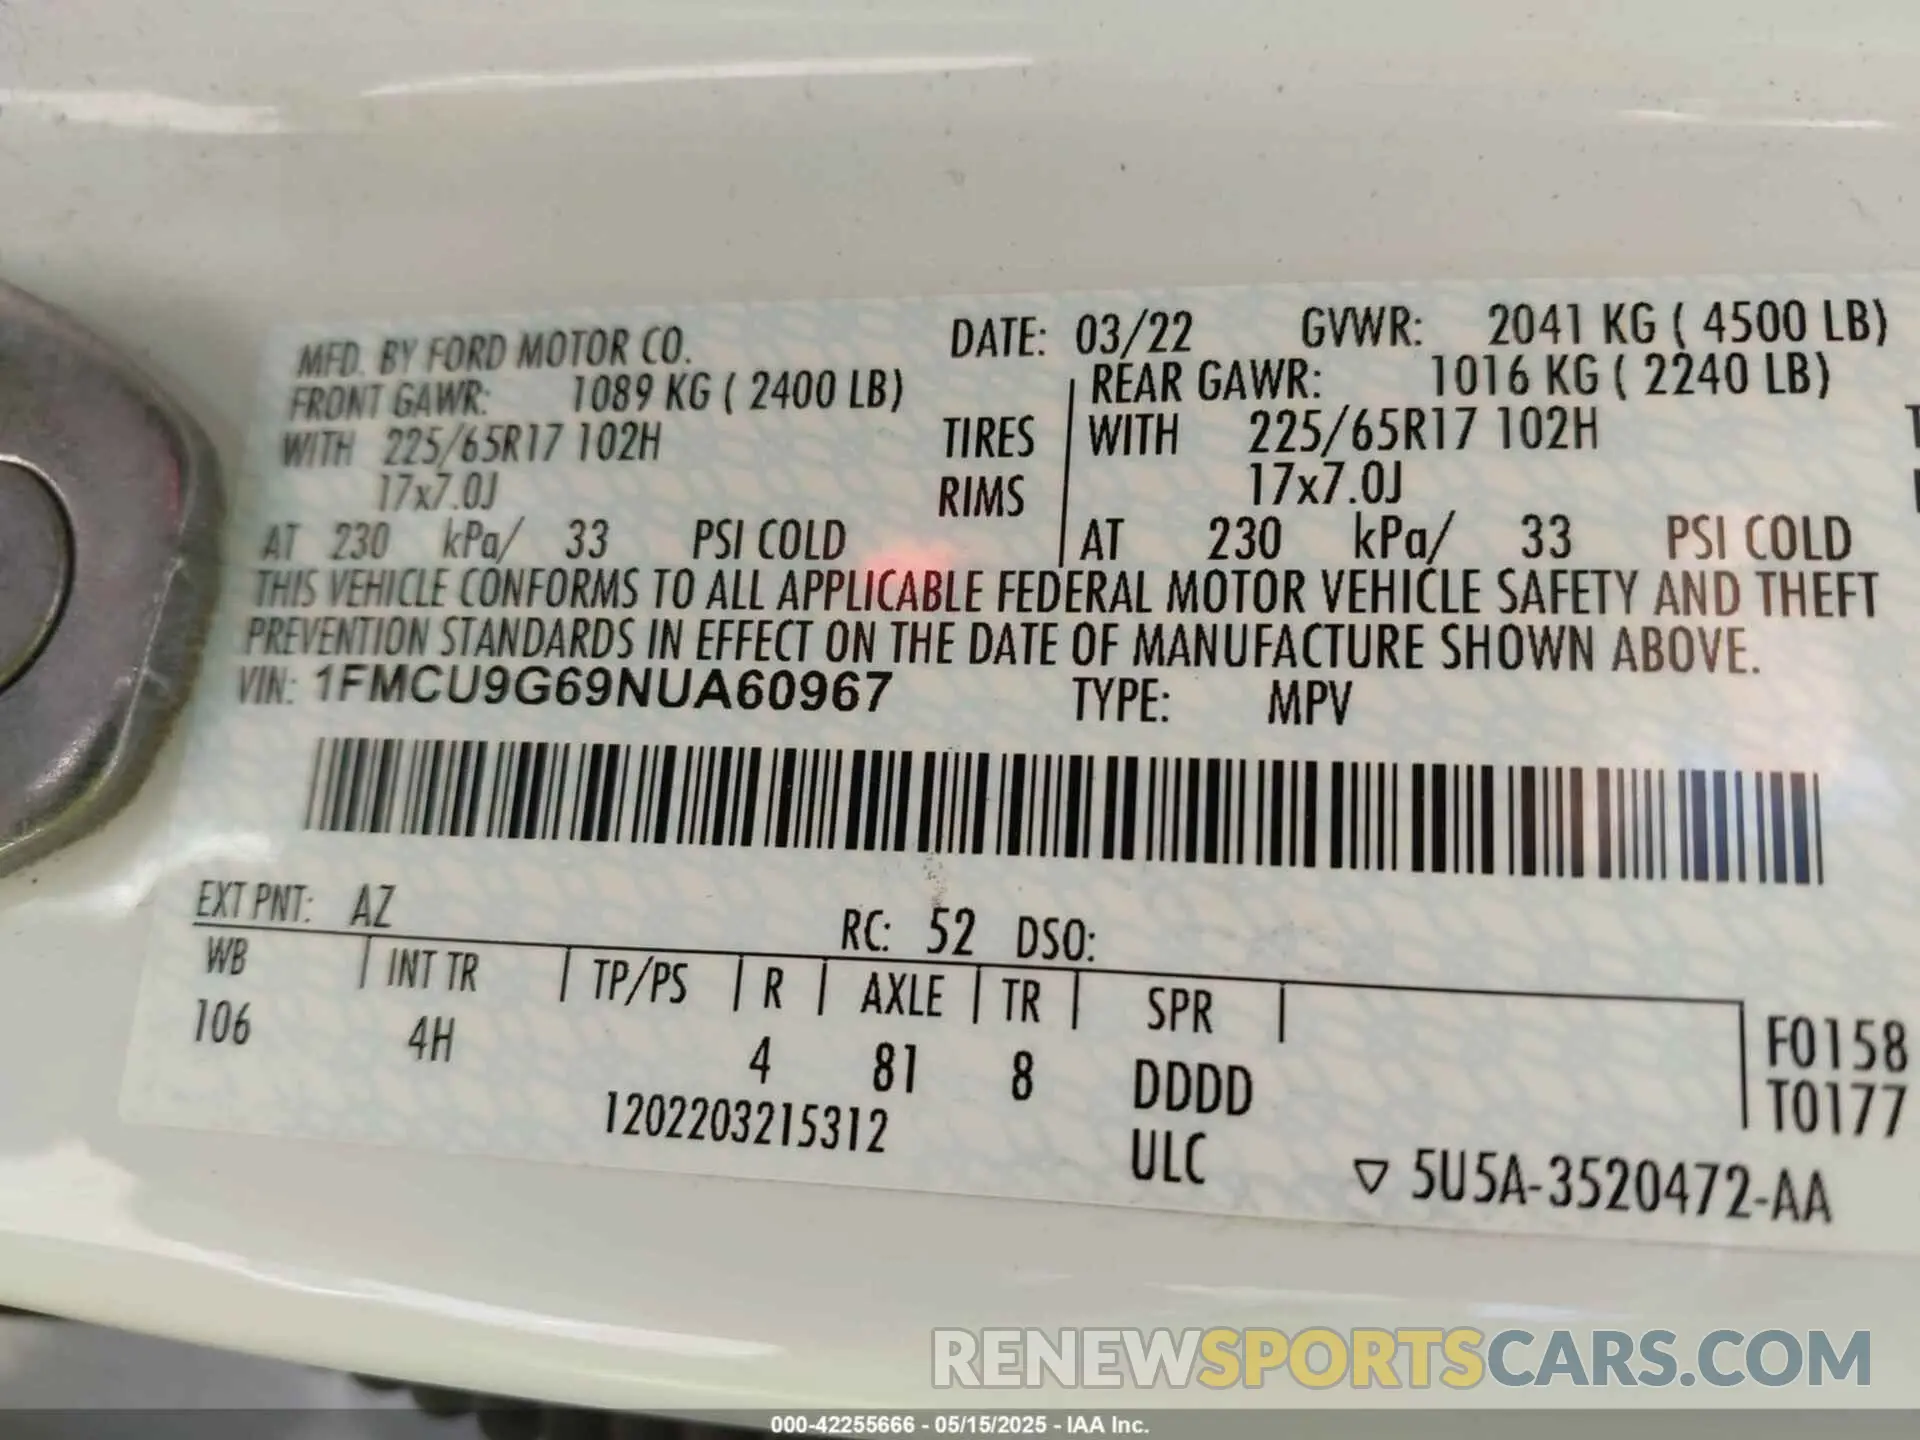 MFD. BY FORD MOTOR CO. DATE: 03/22 GVWR: 2041 KG ( 4500 LB)
FRONT GAWR: 1089 KG ( 2400 LB) REAR GAWR: 1016 KG ( 2240 LB)
WITH 225/65R17 102H TIRES WITH 225/65R17 102H
17x7.0J RIMS 17x7.0J
AT 230 kPa/ 33 PSI COLD AT 230 kPa/ 33 PSI COLD
THIS VEHICLE CONFORMS TO ALL APPLICABLE FEDERAL MOTOR VEHICLE SAFETY AND THEFT
PREVENTION STANDARDS IN EFFECT ON THE DATE OF MANUFACTURE SHOWN ABOVE.
VIN: 1FMCU9G69NUA60967 TYPE: MPV
EXT PNT: AZ RC: 52 DSO:
WB INT TR TP/PS R AXLE TR SPR
106 4H 4 81 8 DDDD
F0158
T0177
1202203215312 ULC
▽ 5U5A-3520472-AA
RENEWSPORTSCARS.COM
000-42255666 - 05/15/2025 - IAA Inc.